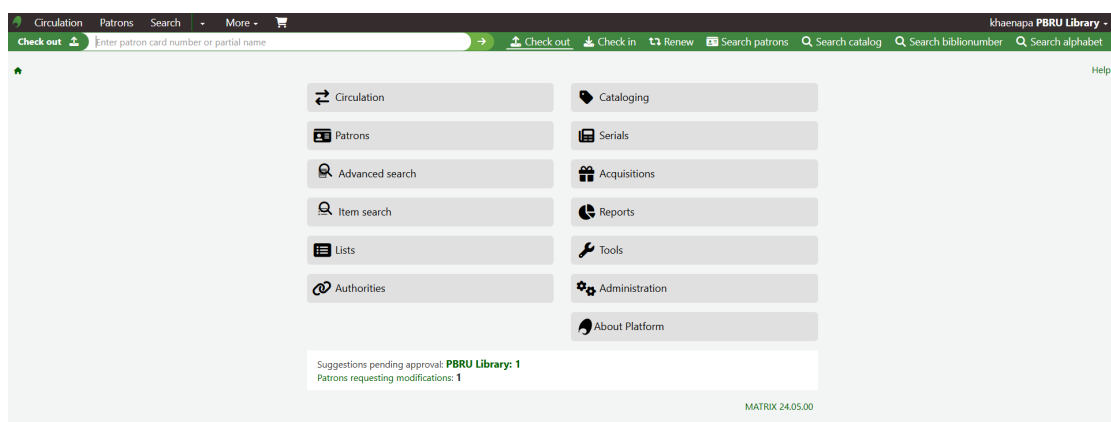 Circulation Patrons Search More khaenapa PBRU Library
Check out Enter patron card number or partial name Check out Check in Renew Search patrons Search catalog Search biblionumber Search alphabet
Help
Circulation Cataloging
Patrons Serials
Advanced search Acquisitions
Item search Reports
Lists Tools
Authorities Administration
About Platform
Suggestions pending approval: PBRU Library: 1
Patrons requesting modifications: 1
MATRIX 24.05.00